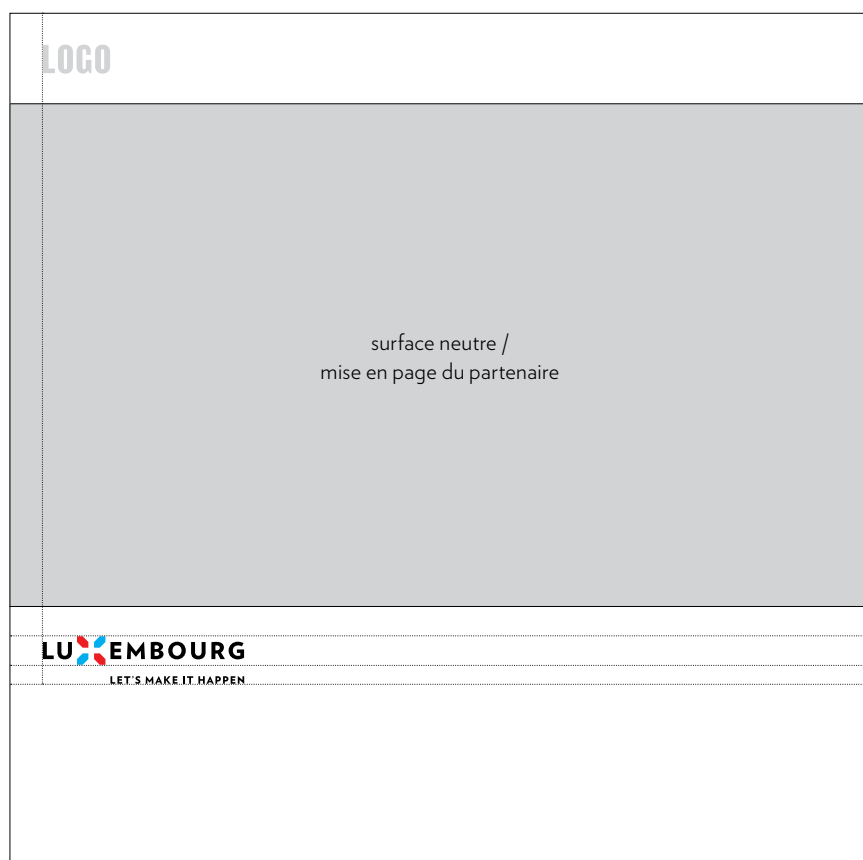 LOGO
surface neutre /
mise en page du partenaire
LUXEMBOURG
LET'S MAKE IT HAPPEN